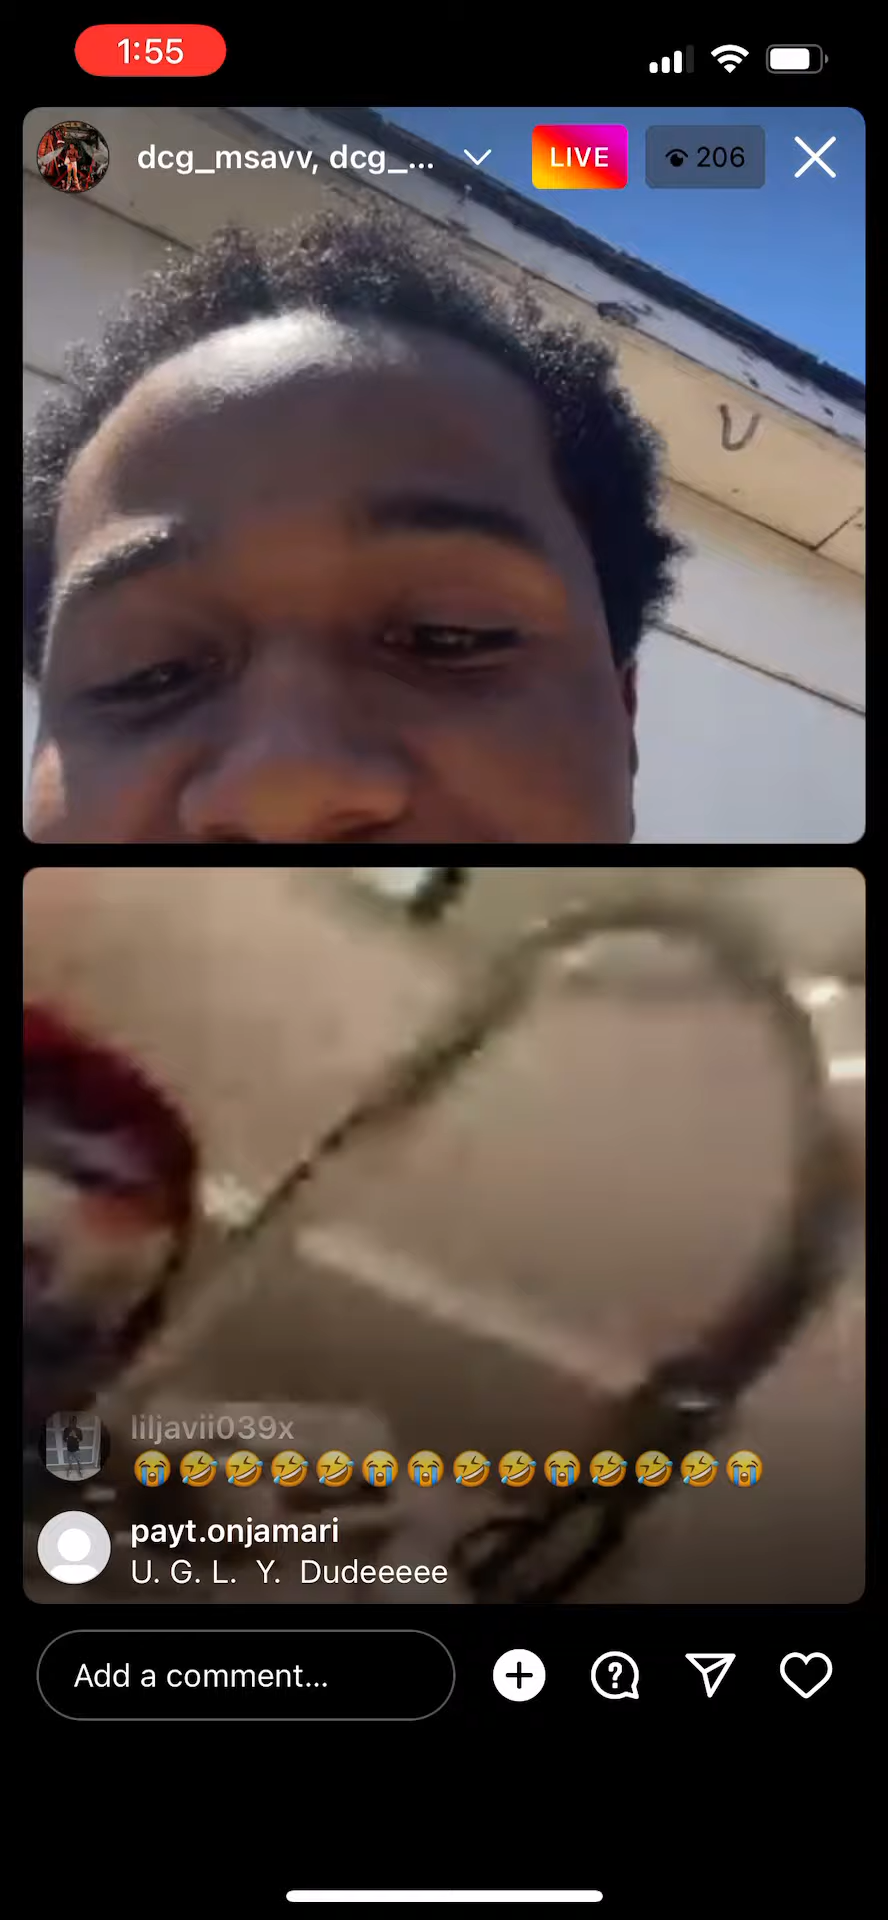 1:55
dcg_msavv, dcg_... LIVE 206
U
liljavii039x
😭🤣🤣🤣🤣😭😭🤣🤣😭🤣🤣🤣😭
payt.onjamari
U. G. L. Y. Dudeeeee
Add a comment...